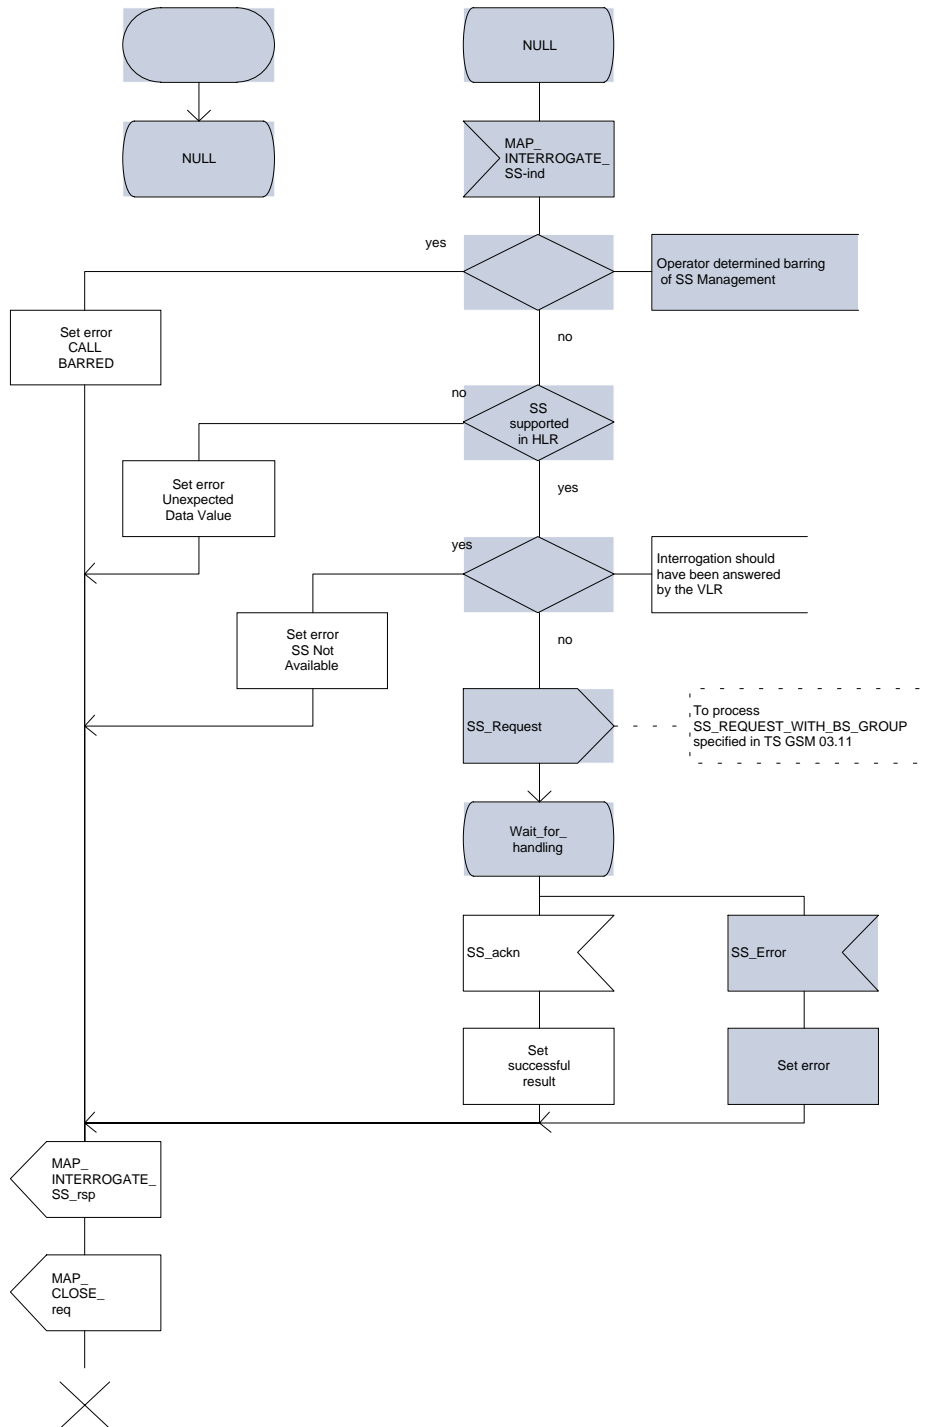 NULL
NULL
MAP_
INTERROGATE_
SS-ind
yes
Operator determined barring
of SS Management
Set error
CALL
BARRED
no
no
SS
supported
in HLR
Set error
Unexpected
Data Value
yes
yes
Interrogation should
have been answered
by the VLR
Set error
SS Not
Available
no
SS_Request
To process
SS_REQUEST_WITH_BS_GROUP
specified in TS GSM 03.11
Wait_for_
handling
SS_ackn
SS_Error
Set
successful
result
Set error
MAP_
INTERROGATE_
SS_rsp
MAP_
CLOSE_
req